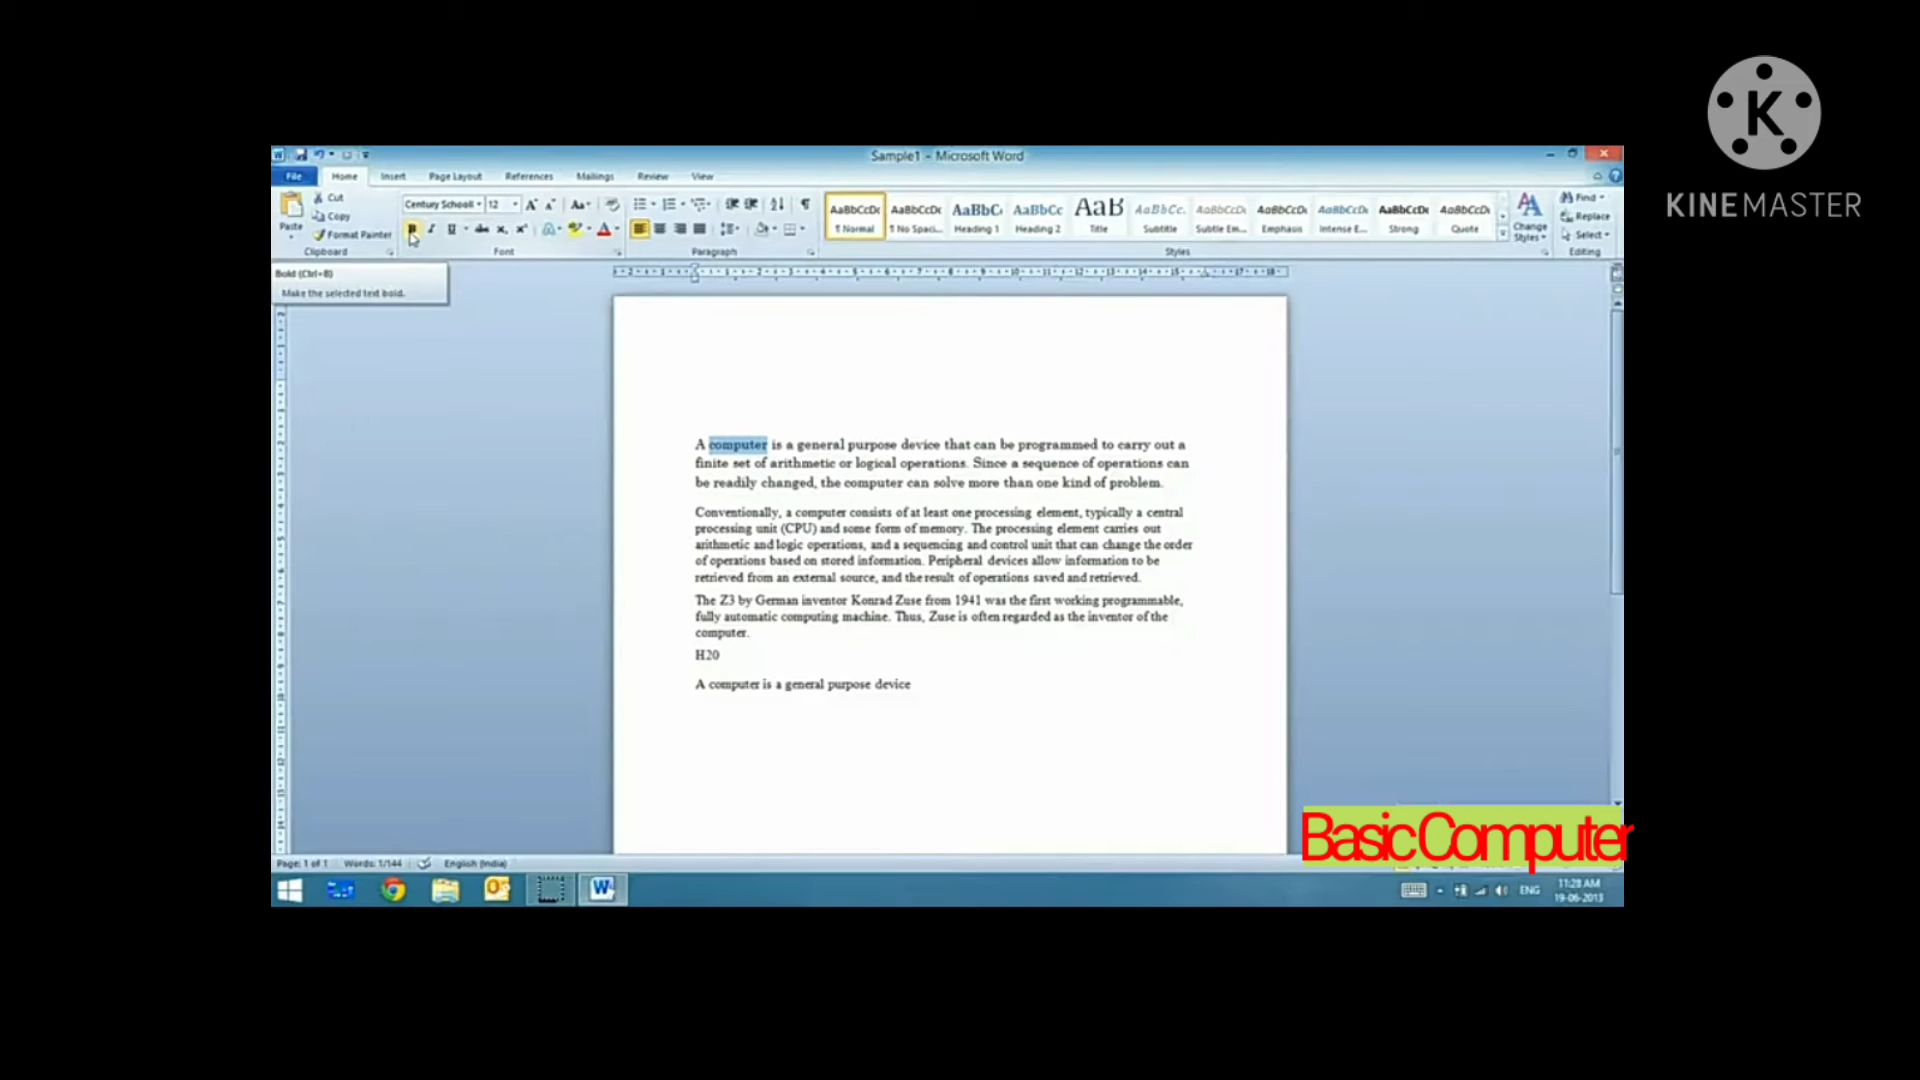 KINEMASTER
Sample1 - Microsoft Word
File Home Insert Page Layout References Mailings Review View
Paste
Cut
Copy
Format Painter
Clipboard
Century Schooll 12
Font
Paragraph
AaBbCcDc AaBbCcDc AaBbC AaBbCc AaB AaBbCc. AaBbCcDc AaBbCcDc AaBbCcDc AaBbCcDc AaBbCcDc
¶ Normal ¶ No Spaci... Heading 1 Heading 2 Title Subtitle Subtle Em... Emphasis Intense E... Strong Quote
Change
Styles
Styles
Find
Replace
Select
Editing
Bold (Ctrl+B)
Make the selected text bold.
A computer is a general purpose device that can be programmed to carry out a
finite set of arithmetic or logical operations. Since a sequence of operations can
be readily changed, the computer can solve more than one kind of problem.
Conventionally, a computer consists of at least one processing element, typically a central
processing unit (CPU) and some form of memory. The processing element carries out
arithmetic and logic operations, and a sequencing and control unit that can change the order
of operations based on stored information. Peripheral devices allow information to be
retrieved from an external source, and the result of operations saved and retrieved.
The Z3 by German inventor Konrad Zuse from 1941 was the first working programmable,
fully automatic computing machine. Thus, Zuse is often regarded as the inventor of the
computer.
H20
A computer is a general purpose device
Basic Computer
Page: 1 of 1 Words: 1/144 English (India)
ENG
11:28 AM
19-06-2013